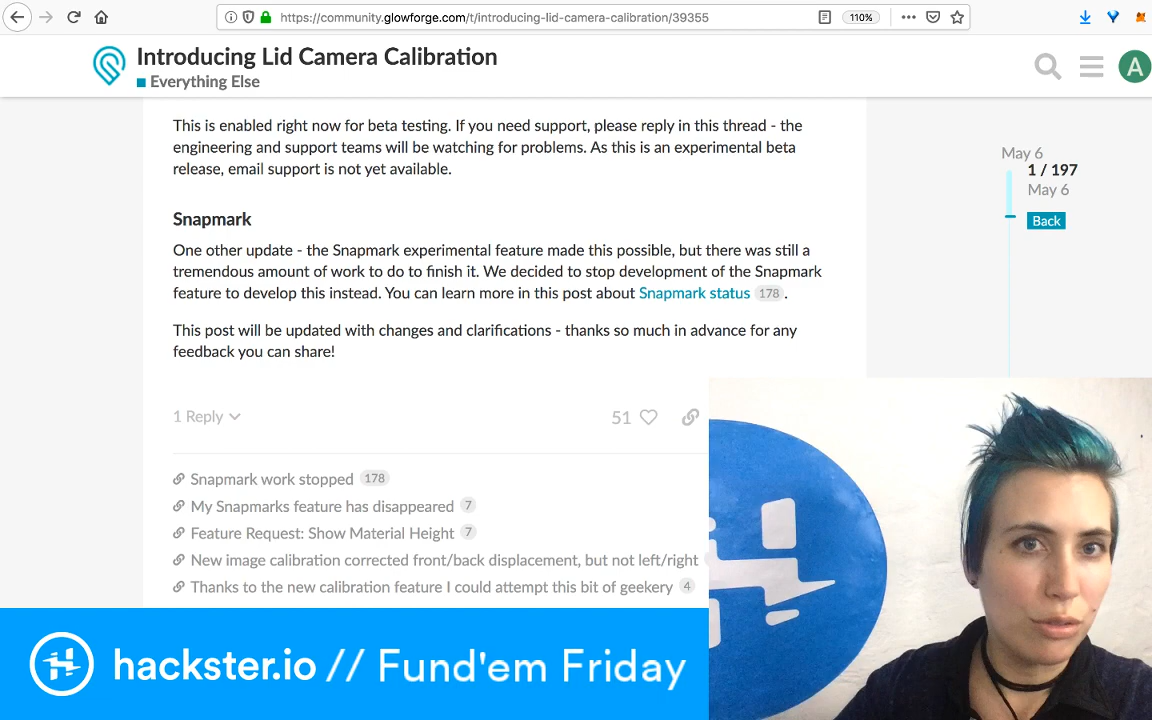 https://community.glowforge.com/t/introducing-lid-camera-calibration/39355
110%
Introducing Lid Camera Calibration
Everything Else
A
This is enabled right now for beta testing. If you need support, please reply in this thread - the
engineering and support teams will be watching for problems. As this is an experimental beta
release, email support is not yet available.
May 6
1 / 197
May 6
Back
Snapmark
One other update - the Snapmark experimental feature made this possible, but there was still a
tremendous amount of work to do to finish it. We decided to stop development of the Snapmark
feature to develop this instead. You can learn more in this post about Snapmark status 178 .
This post will be updated with changes and clarifications - thanks so much in advance for any
feedback you can share!
1 Reply
51
Snapmark work stopped 178
My Snapmarks feature has disappeared 7
Feature Request: Show Material Height 7
New image calibration corrected front/back displacement, but not left/right
Thanks to the new calibration feature I could attempt this bit of geekery 4
hackster.io // Fund'em Friday